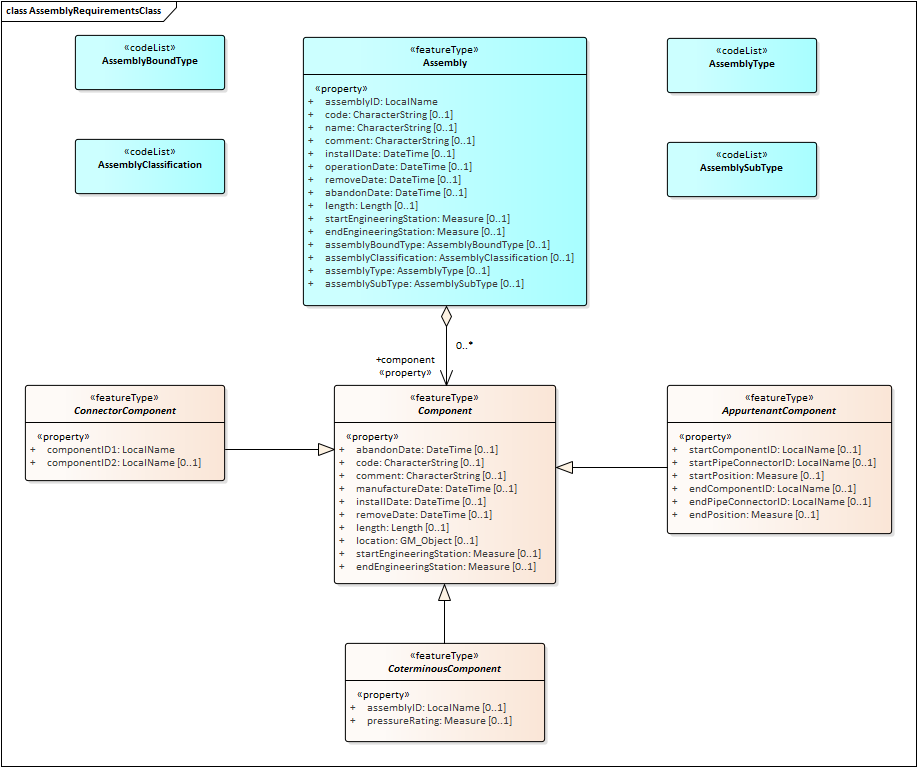 class AssemblyRequirementsClass
«codeList»
AssemblyBoundType
«codeList»
AssemblyClassification
«featureType»
Assembly
«property»
+ assemblyID: LocalName
+ code: CharacterString [0..1]
+ name: CharacterString [0..1]
+ comment: CharacterString [0..1]
+ installDate: DateTime [0..1]
+ operationDate: DateTime [0..1]
+ removeDate: DateTime [0..1]
+ abandonDate: DateTime [0..1]
+ length: Length [0..1]
+ startEngineeringStation: Measure [0..1]
+ endEngineeringStation: Measure [0..1]
+ assemblyBoundType: AssemblyBoundType [0..1]
+ assemblyClassification: AssemblyClassification [0..1]
+ assemblyType: AssemblyType [0..1]
+ assemblySubType: AssemblySubType [0..1]
«codeList»
AssemblyType
«codeList»
AssemblySubType
0..*
+component
«property»
«featureType»
ConnectorComponent
«property»
+ componentID1: LocalName
+ componentID2: LocalName [0..1]
«featureType»
Component
«property»
+ abandonDate: DateTime [0..1]
+ code: CharacterString [0..1]
+ comment: CharacterString [0..1]
+ manufactureDate: DateTime [0..1]
+ installDate: DateTime [0..1]
+ removeDate: DateTime [0..1]
+ length: Length [0..1]
+ location: GM_Object [0..1]
+ startEngineeringStation: Measure [0..1]
+ endEngineeringStation: Measure [0..1]
«featureType»
AppurtenantComponent
«property»
+ startComponentID: LocalName [0..1]
+ startPipeConnectorID: LocalName [0..1]
+ startPosition: Measure [0..1]
+ endComponentID: LocalName [0..1]
+ endPipeConnectorID: LocalName [0..1]
+ endPosition: Measure [0..1]
«featureType»
CoterminousComponent
«property»
+ assemblyID: LocalName [0..1]
+ pressureRating: Measure [0..1]